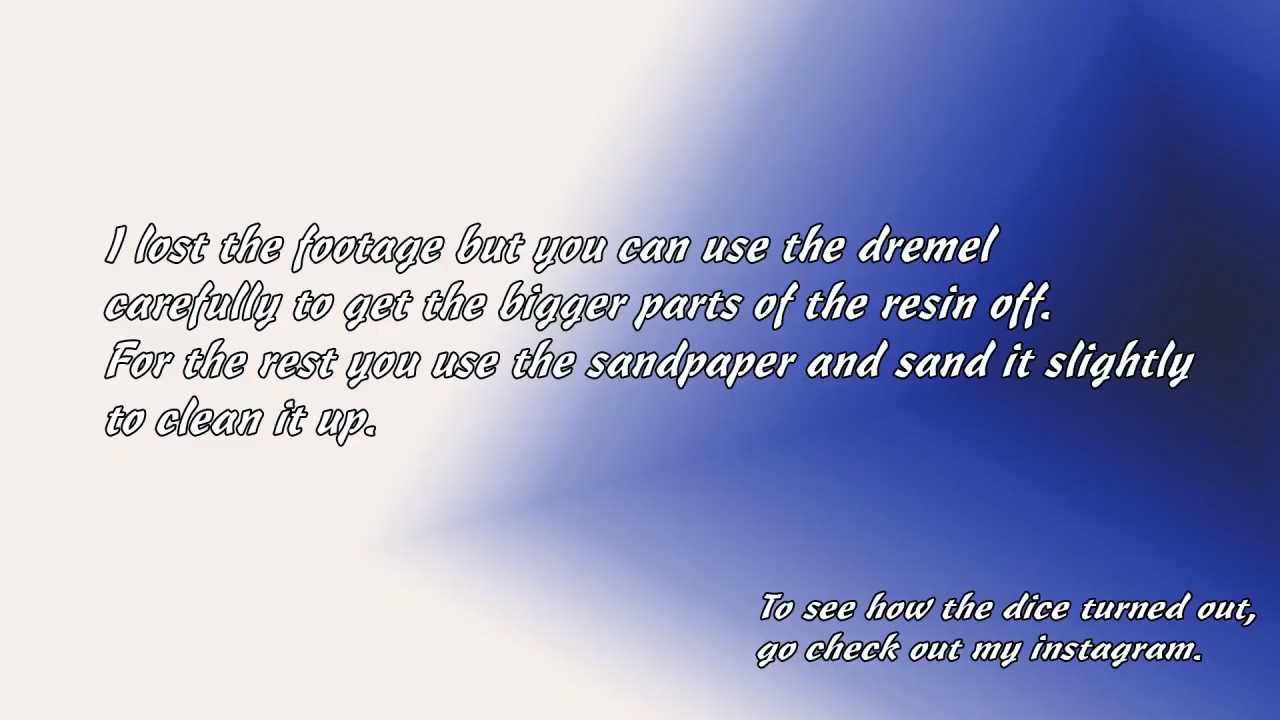 I lost the footage but you can use the dremel
carefully to get the bigger parts of the resin off.
For the rest you use the sandpaper and sand it slightly
to clean it up.
To see how the dice turned out,
go check out my instagram.